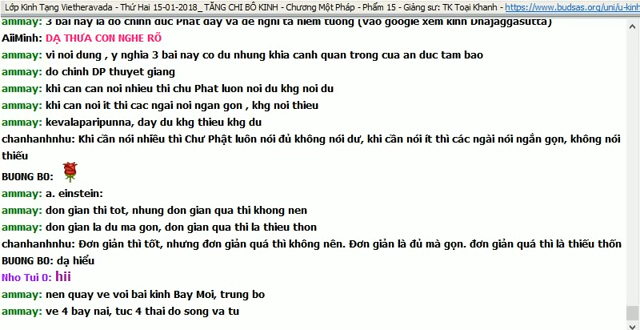 Lớp Kinh Tạng Vietheravada - Thứ Hai 15-01-2018_ TĂNG CHI BỘ KINH - Chương Một Pháp - Phẩm 15 - Giảng sư: TK Toại Khanh - https://www.budsas.org/uni/u-kinh
ammay: 3 bai nay la do chinh duc Phat day va de nghi ta niem tuong (vao google xem kinh Dhajaggasutta)
AiiMinh: DẠ THƯA CON NGHE RÕ
ammay: vi noi dung , y nghia 3 bai nay co du nhung khia canh quan trong cua an duc tam bao
ammay: do chinh DP thuyet giang
ammay: khi can can noi nhieu thi chu Phat luon noi du khg noi du
ammay: khi can noi it thi cac ngai noi ngan gon , khg noi thieu
ammay: kevalaparipunna, day du khg thieu khg du
chanhanhnhu: Khi cần nói nhiều thì Chư Phật luôn nói đủ không nói dư, khi cần nói ít thì các ngài nói ngắn gọn, không nói
thiếu
BUONG BO:
ammay: a. einstein:
ammay: don gian thi tot, nhung don gian qua thi khong nen
ammay: don gian la du ma gon, don gian qua thi la thieu thon
chanhanhnhu: Đơn giản thì tốt, nhưng đơn giản quá thì không nên. Đơn giản là đủ mà gọn. đơn giản quá thì là thiếu thốn
BUONG BO: dạ hiểu
Nho Tui 0: hii
ammay: nen quay ve voi bai kinh Bay Moi, trung bo
ammay: ve 4 bay nai, tuc 4 thai do song va tu